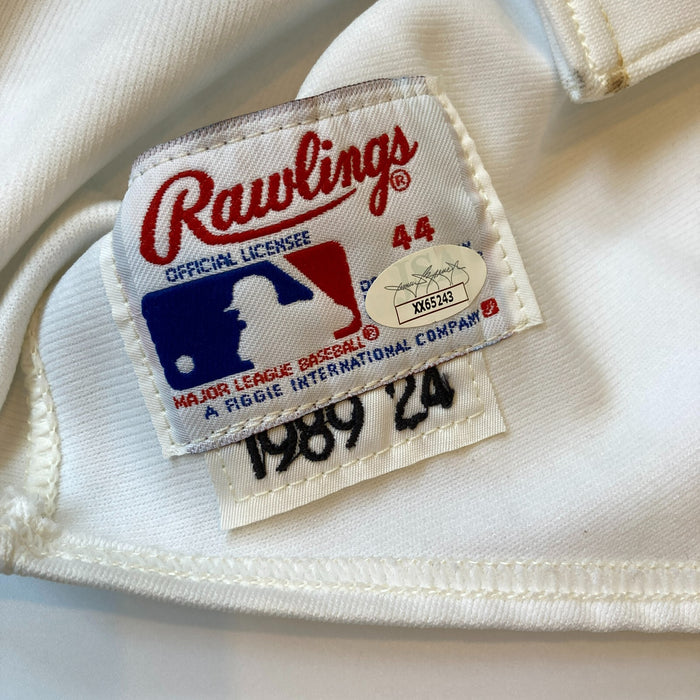 Rawlings®
OFFICIAL LICENSEE
44
XX65243
MAJOR LEAGUE BASEBALL®
A FIGGIE INTERNATIONAL COMPANY
1989 24